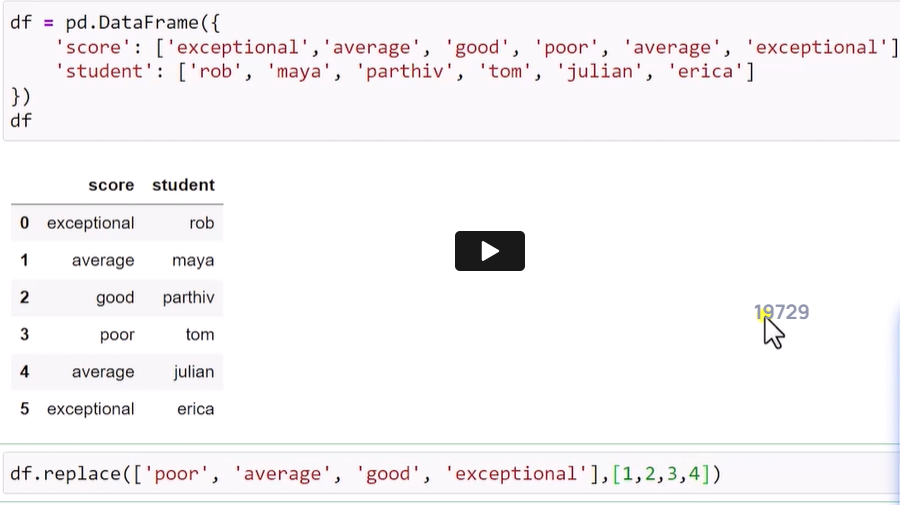 df = pd.DataFrame({
    'score': ['exceptional','average', 'good', 'poor', 'average', 'exceptional']
    'student': ['rob', 'maya', 'parthiv', 'tom', 'julian', 'erica']
})
df
score student
0 exceptional rob
1 average maya
2 good parthiv
3 poor tom
4 average julian
5 exceptional erica
19729
df.replace(['poor', 'average', 'good', 'exceptional'],[1,2,3,4])